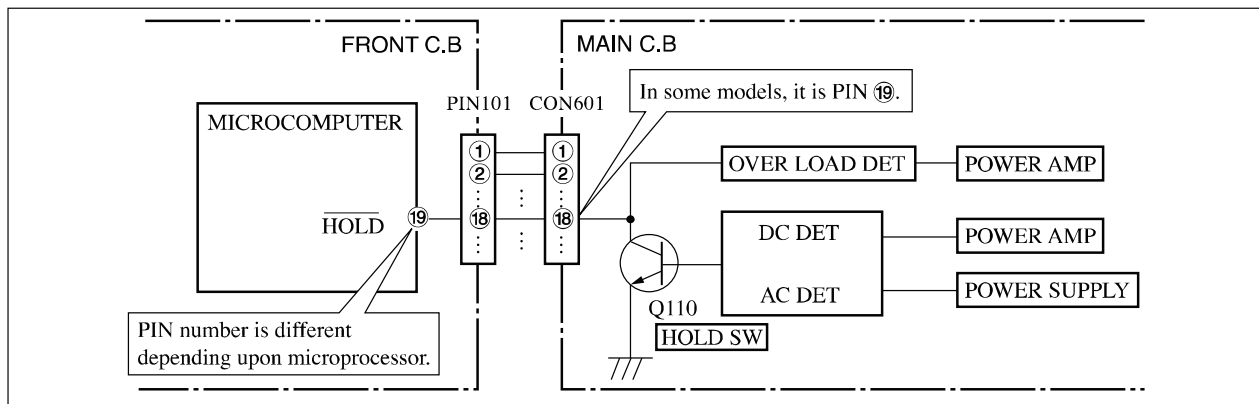 FRONT C.B
MAIN C.B
PIN101
CON601
In some models, it is PIN ⑲.
MICROCOMPUTER
① ①
② ②
HOLD
⑲
⑱ ⑱
OVER LOAD DET
POWER AMP
DC DET
POWER AMP
AC DET
POWER SUPPLY
Q110
HOLD SW
PIN number is different
depending upon microprocessor.